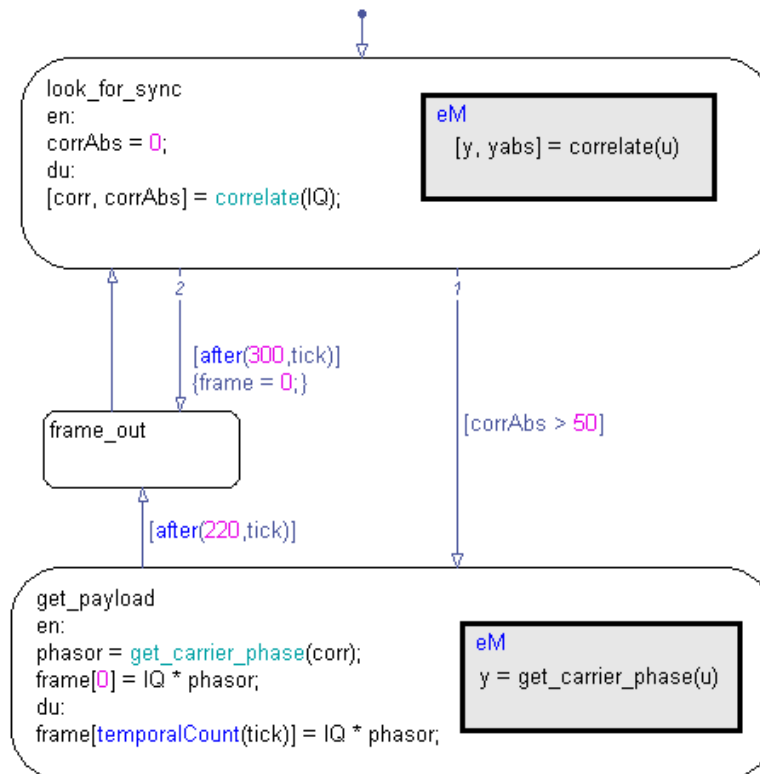 look_for_sync
en:
corrAbs = 0;
du:
[corr, corrAbs] = correlate(IQ);
eM
[y, yabs] = correlate(u)
2
1
[after(300,tick)]
{frame = 0;}
frame_out
[corrAbs > 50]
[after(220,tick)]
get_payload
en:
phasor = get_carrier_phase(corr);
frame[0] = IQ * phasor;
du:
frame[temporalCount(tick)] = IQ * phasor;
eM
y = get_carrier_phase(u)